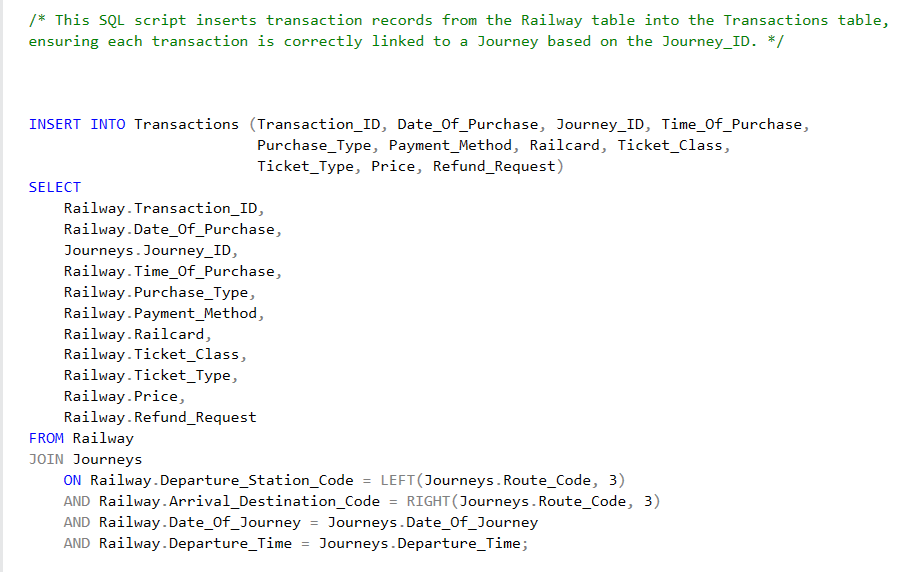 /* This SQL script inserts transaction records from the Railway table into the Transactions table,
ensuring each transaction is correctly linked to a Journey based on the Journey_ID. */
INSERT INTO Transactions (Transaction_ID, Date_Of_Purchase, Journey_ID, Time_Of_Purchase,
Purchase_Type, Payment_Method, Railcard, Ticket_Class,
Ticket_Type, Price, Refund_Request)
SELECT
Railway.Transaction_ID,
Railway.Date_Of_Purchase,
Journeys.Journey_ID,
Railway.Time_Of_Purchase,
Railway.Purchase_Type,
Railway.Payment_Method,
Railway.Railcard,
Railway.Ticket_Class,
Railway.Ticket_Type,
Railway.Price,
Railway.Refund_Request
FROM Railway
JOIN Journeys
ON Railway.Departure_Station_Code = LEFT(Journeys.Route_Code, 3)
AND Railway.Arrival_Destination_Code = RIGHT(Journeys.Route_Code, 3)
AND Railway.Date_Of_Journey = Journeys.Date_Of_Journey
AND Railway.Departure_Time = Journeys.Departure_Time;